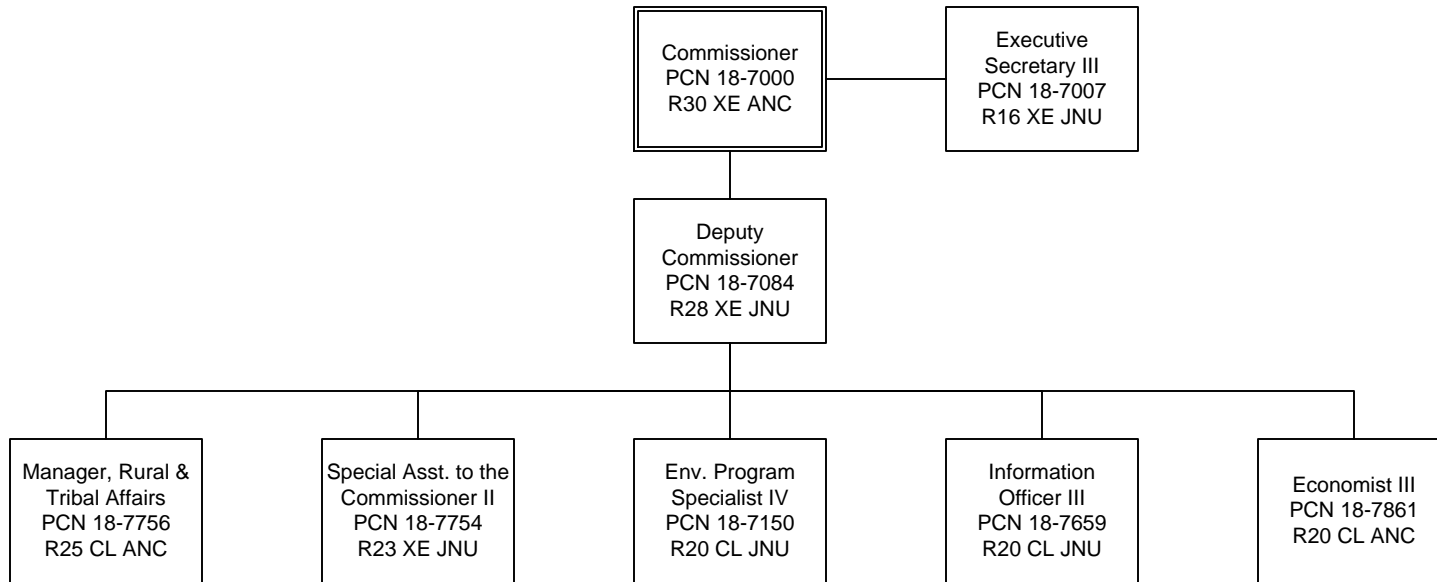 Commissioner
PCN 18-7000
R30 XE ANC
Executive
Secretary III
PCN 18-7007
R16 XE JNU
Deputy
Commissioner
PCN 18-7084
R28 XE JNU
Manager, Rural &
Tribal Affairs
PCN 18-7756
R25 CL ANC
Special Asst. to the
Commissioner II
PCN 18-7754
R23 XE JNU
Env. Program
Specialist IV
PCN 18-7150
R20 CL JNU
Information
Officer III
PCN 18-7659
R20 CL JNU
Economist III
PCN 18-7861
R20 CL ANC